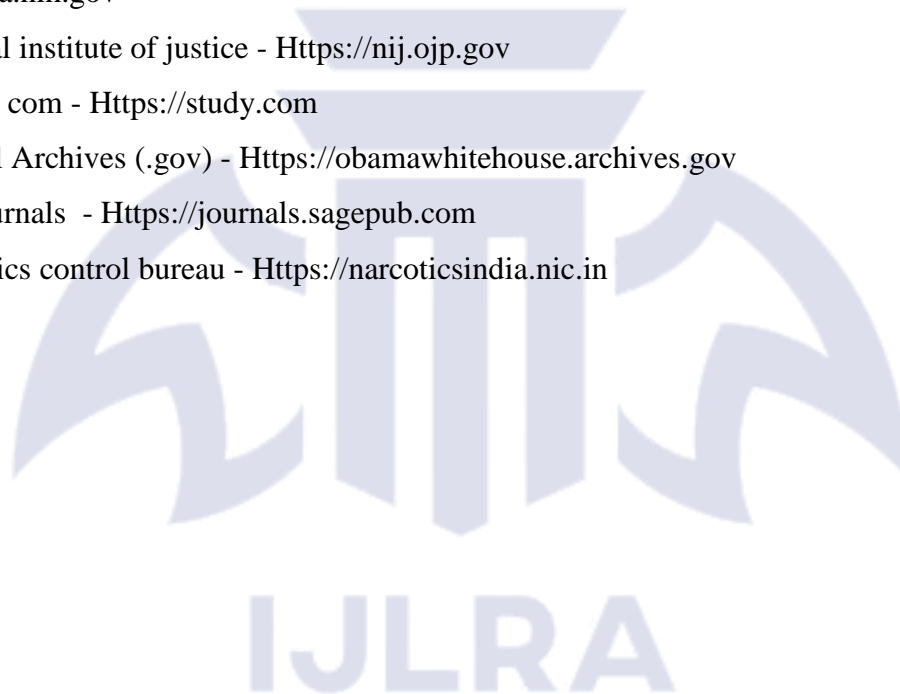 l institute of justice - Https://nij.ojp.gov
com - Https://study.com
Archives (.gov) - Https://obamawhitehouse.archives.gov
urnals - Https://journals.sagepub.com
ics control bureau - Https://narcoticsindia.nic.in
IJLRA